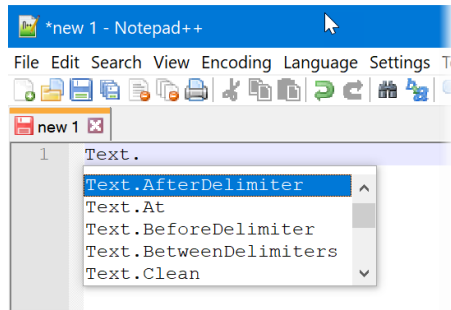 *new 1 - Notepad++
File Edit Search View Encoding Language Settings
new 1
1 Text.
Text.AfterDelimiter
Text.At
Text.BeforeDelimiter
Text.BetweenDelimiters
Text.Clean